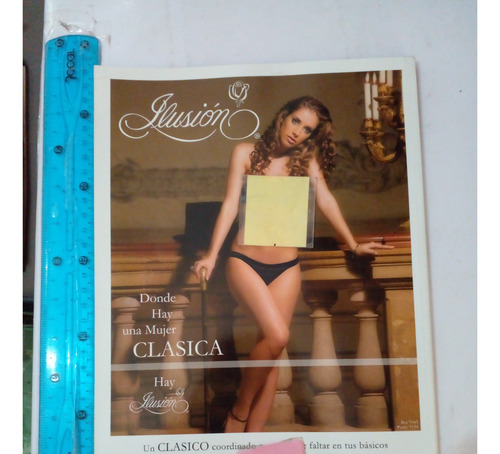 Ilusión
Donde
Hay
una Mujer
CLASICA
Hay
Ilusión
Un CLASICO coordinado faltar en tus básicos